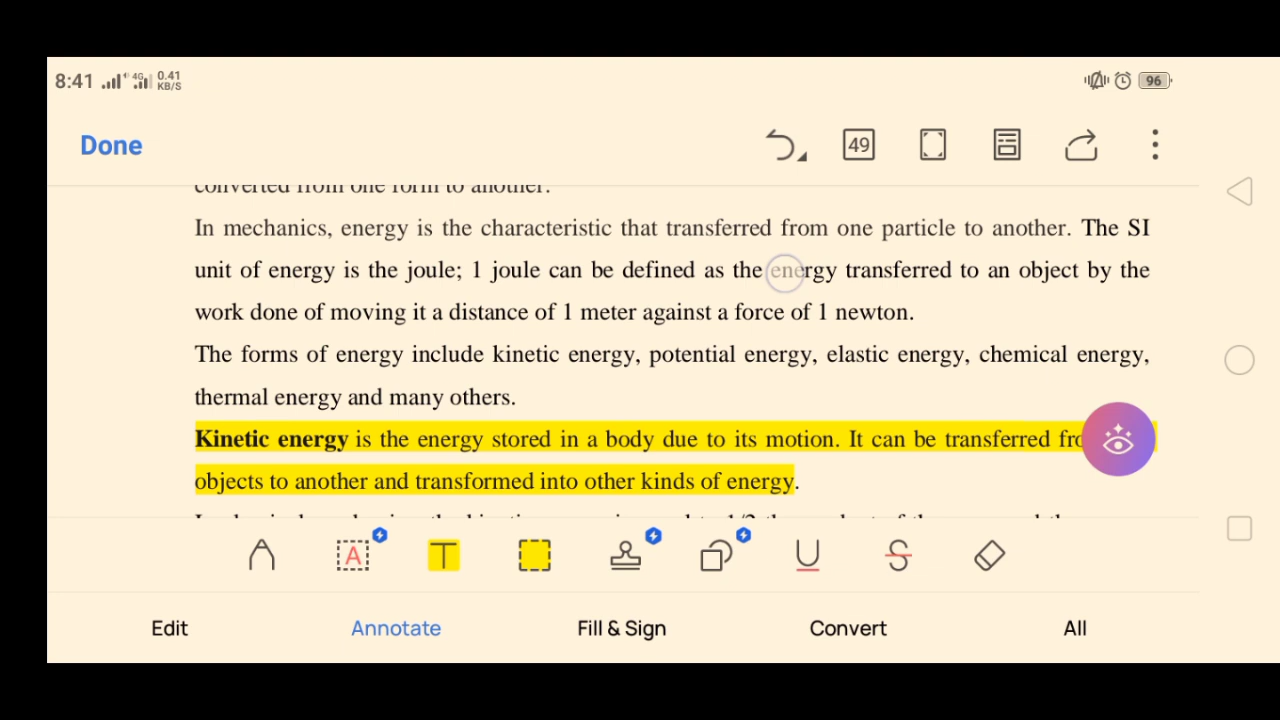 8:41 4G 0.41 KB/S 96
Done 49
converted from one form to another.
In mechanics, energy is the characteristic that transferred from one particle to another. The SI
unit of energy is the joule; 1 joule can be defined as the energy transferred to an object by the
work done of moving it a distance of 1 meter against a force of 1 newton.
The forms of energy include kinetic energy, potential energy, elastic energy, chemical energy,
thermal energy and many others.
Kinetic energy is the energy stored in a body due to its motion. It can be transferred
objects to another and transformed into other kinds of energy.
A T U S
Edit Annotate Fill & Sign Convert All